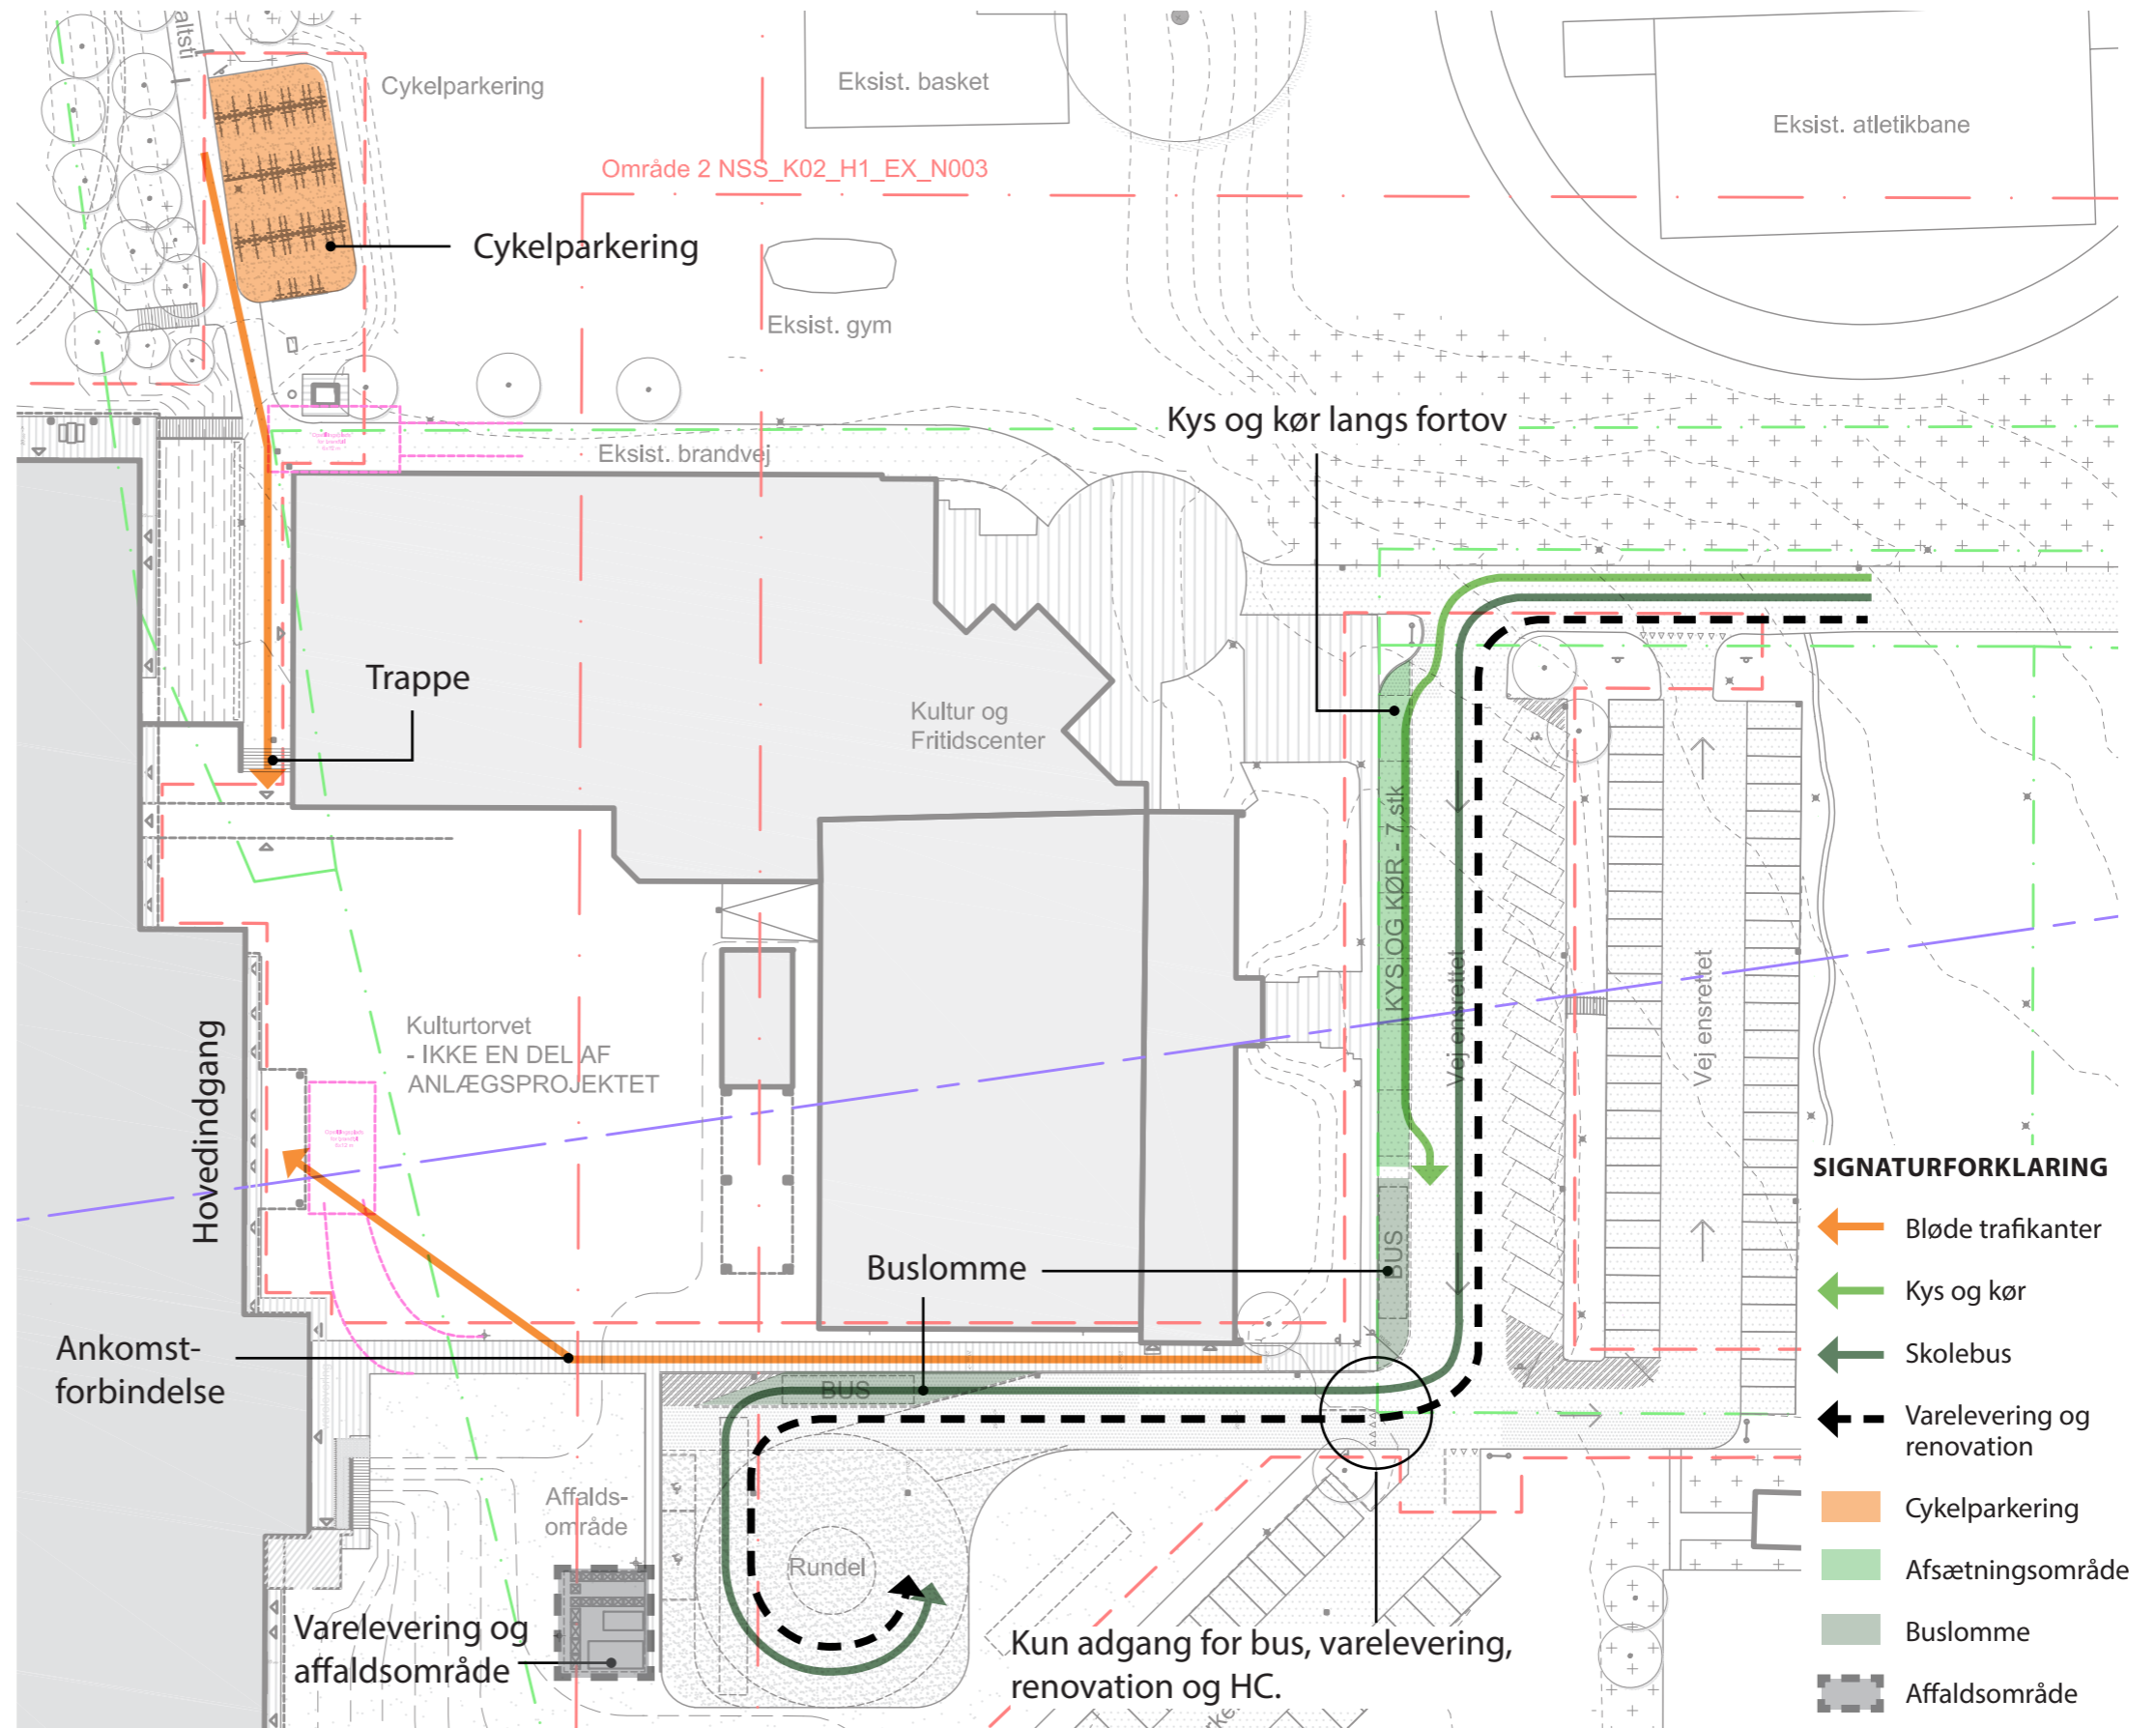 altsti
Cykelparkering
Eksist. basket
Eksist. atletikbane
Område 2 NSS_K02_H1_EX_N003
Cykelparkering
Eksist. gym
Kys og kør langs fortov
Eksist. brandvej
Trappe
Kultur og
Fritidscenter
KYS OG KØR - 7 stk
Vej ensrettet
Vej ensrettet
Hovedindgang
Kulturtorvet
- IKKE EN DEL AF
ANLÆGSPROJEKTET
BUS
Buslomme
Ankomst-
forbindelse
BUS
Affalds-
område
Rundel
Varelevering og
affaldsområde
Kun adgang for bus, varelevering,
renovation og HC.
SIGNATURFORKLARING
Bløde trafikanter
Kys og kør
Skolebus
Varelevering og
renovation
Cykelparkering
Afsætningsområde
Buslomme
Affaldsområde